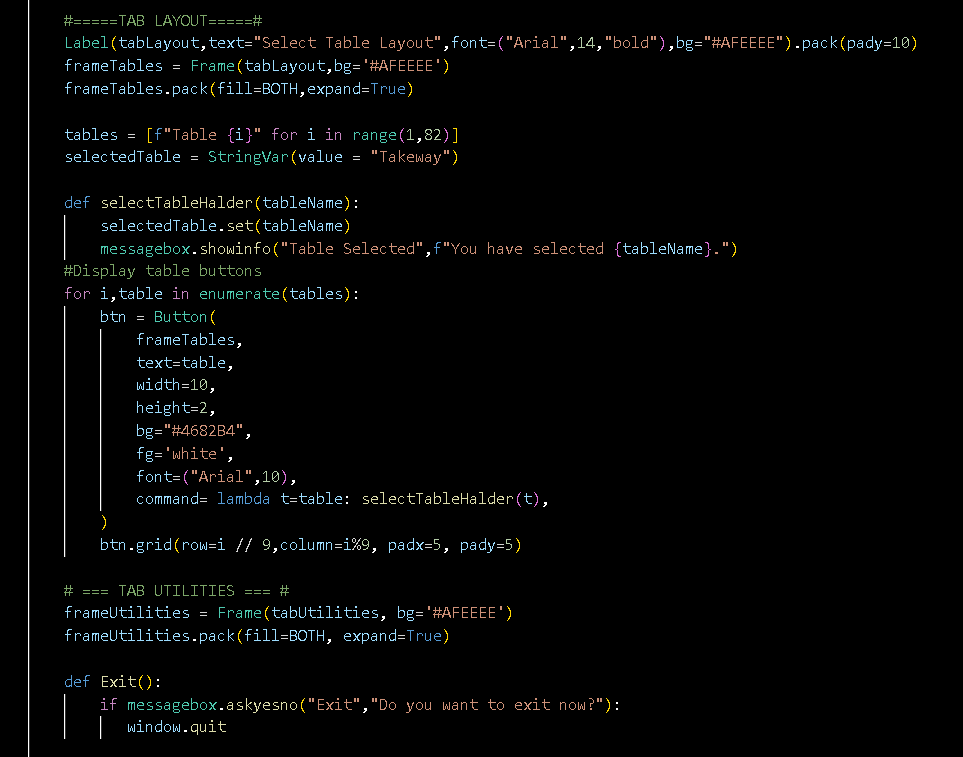 #=====TAB LAYOUT=====#
Label(tabLayout,text="Select Table Layout",font=("Arial",14,"bold"),bg="#AFEEEE").pack(pady=10)
frameTables = Frame(tabLayout,bg='#AFEEEE')
frameTables.pack(fill=BOTH,expand=True)

tables = [f"Table {i}" for i in range(1,82)]
selectedTable = StringVar(value = "Takeway")

def selectTableHalder(tableName):
    selectedTable.set(tableName)
    messagebox.showinfo("Table Selected",f"You have selected {tableName}.")
#Display table buttons
for i,table in enumerate(tables):
    btn = Button(
        frameTables,
        text=table,
        width=10,
        height=2,
        bg="#4682B4",
        fg='white',
        font=("Arial",10),
        command= lambda t=table: selectTableHalder(t),
    )
    btn.grid(row=i // 9,column=i%9, padx=5, pady=5)

# === TAB UTILITIES === #
frameUtilities = Frame(tabUtilities, bg='#AFEEEE')
frameUtilities.pack(fill=BOTH, expand=True)

def Exit():
    if messagebox.askyesno("Exit","Do you want to exit now?"):
       window.quit